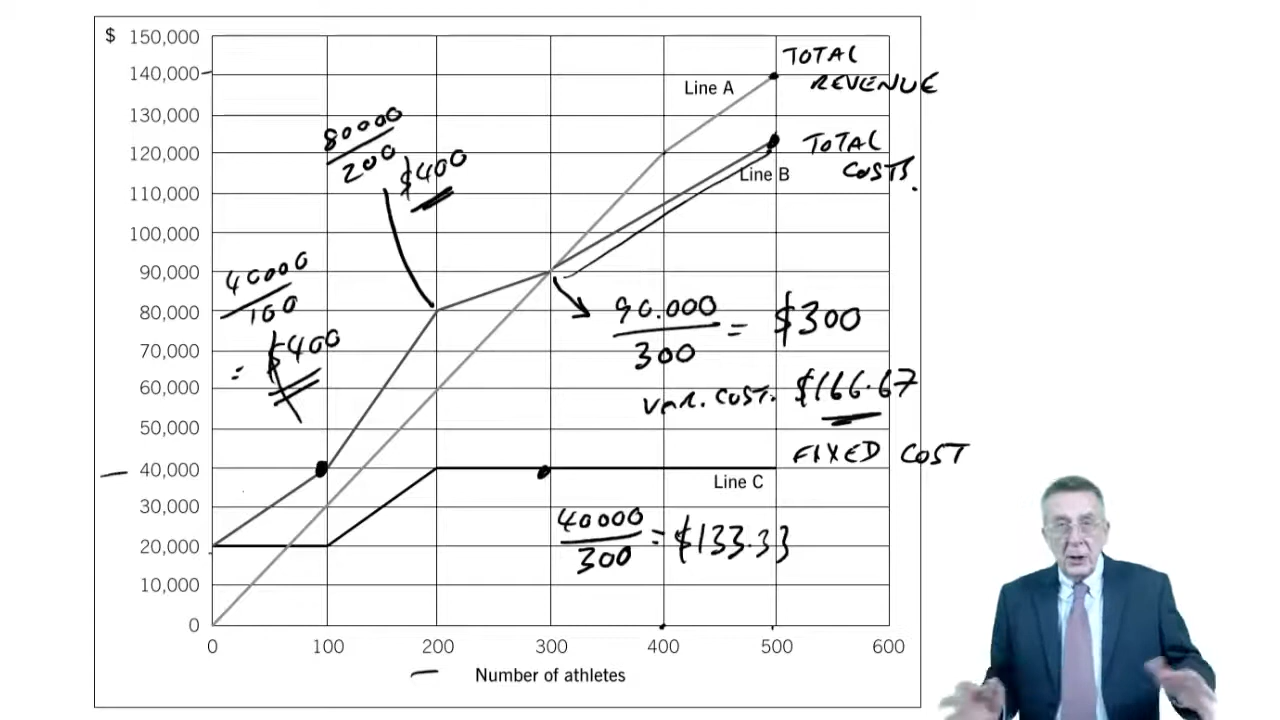 $ 150,000
140,000
130,000
120,000
110,000
100,000
90,000
80,000
70,000
60,000
50,000
40,000
30,000
20,000
10,000
0
0 100 200 300 400 500 600
Number of athletes
Line A
TOTAL
REVENUE
TOTAL
COSTS.
Line B
80000
200
$400
40000
100
= $400
90.000
300
= $300
var. cost. $166.67
FIXED COST
Line C
40000
300
= $133.33